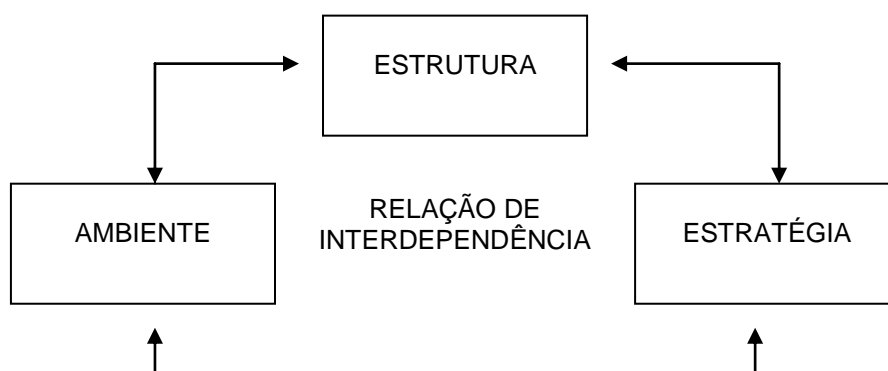 ESTRUTURA
AMBIENTE
RELAÇÃO DE
INTERDEPENDÊNCIA
ESTRATÉGIA